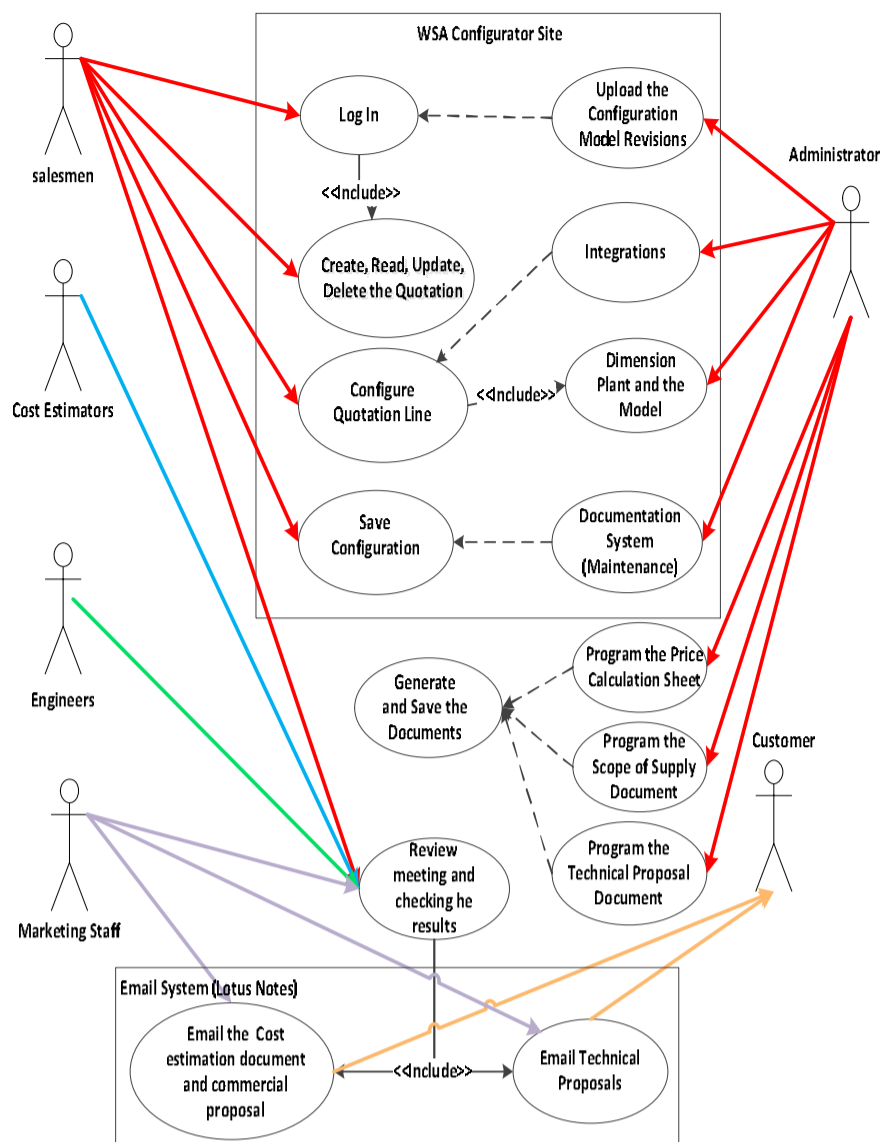 WSA Configurator Site
salesmen
Log In
Upload the
Configuration
Model Revisions
Administrator
<<Include>>
Create, Read, Update,
Delete the Quotation
Integrations
Cost Estimators
Configure
Quotation Line
<<Include>>
Dimension
Plant and the
Model
Save
Configuration
Documentation
System
(Maintenance)
Engineers
Generate
and Save the
Documents
Program the Price
Calculation Sheet
Program the
Scope of Supply
Document
Customer
Program the
Technical Proposal
Document
Marketing Staff
Review
meeting and
checking he
results
Email System (Lotus Notes)
Email the Cost
estimation document
and commercial
proposal
<<Include>>
Email Technical
Proposals